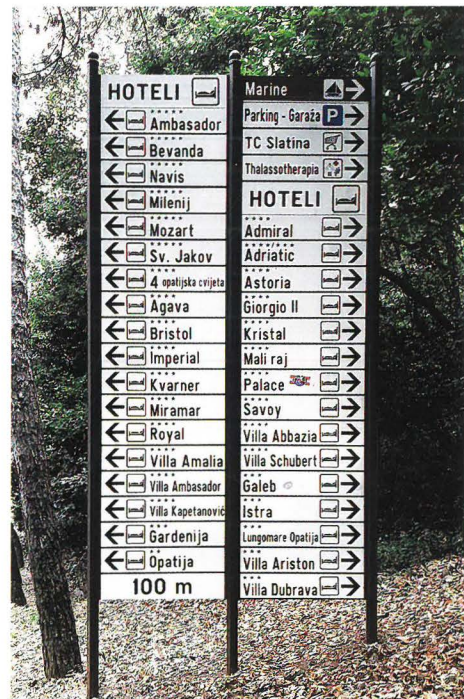 HOTELI
Ambasador
Bevanda
Navis
Milenij
Mozart
Sv. Jakov
4 opatijska cvijeta
Agava
Bristol
Imperial
Kvarner
Miramar
Royal
Villa Amalia
Villa Ambasador
Villa Kapetanović
Gardenija
Opatija
100 m
Marine
Parking - Garaža P
TC Slatina
Thalassotherapia
HOTELI
Admiral
Adriatic
Astoria
Giorgio II
Kristal
Mali raj
Palace
Savoy
Villa Abbazia
Villa Schubert
Galeb
Istra
Lungomare Opatija
Villa Ariston
Villa Dubrava